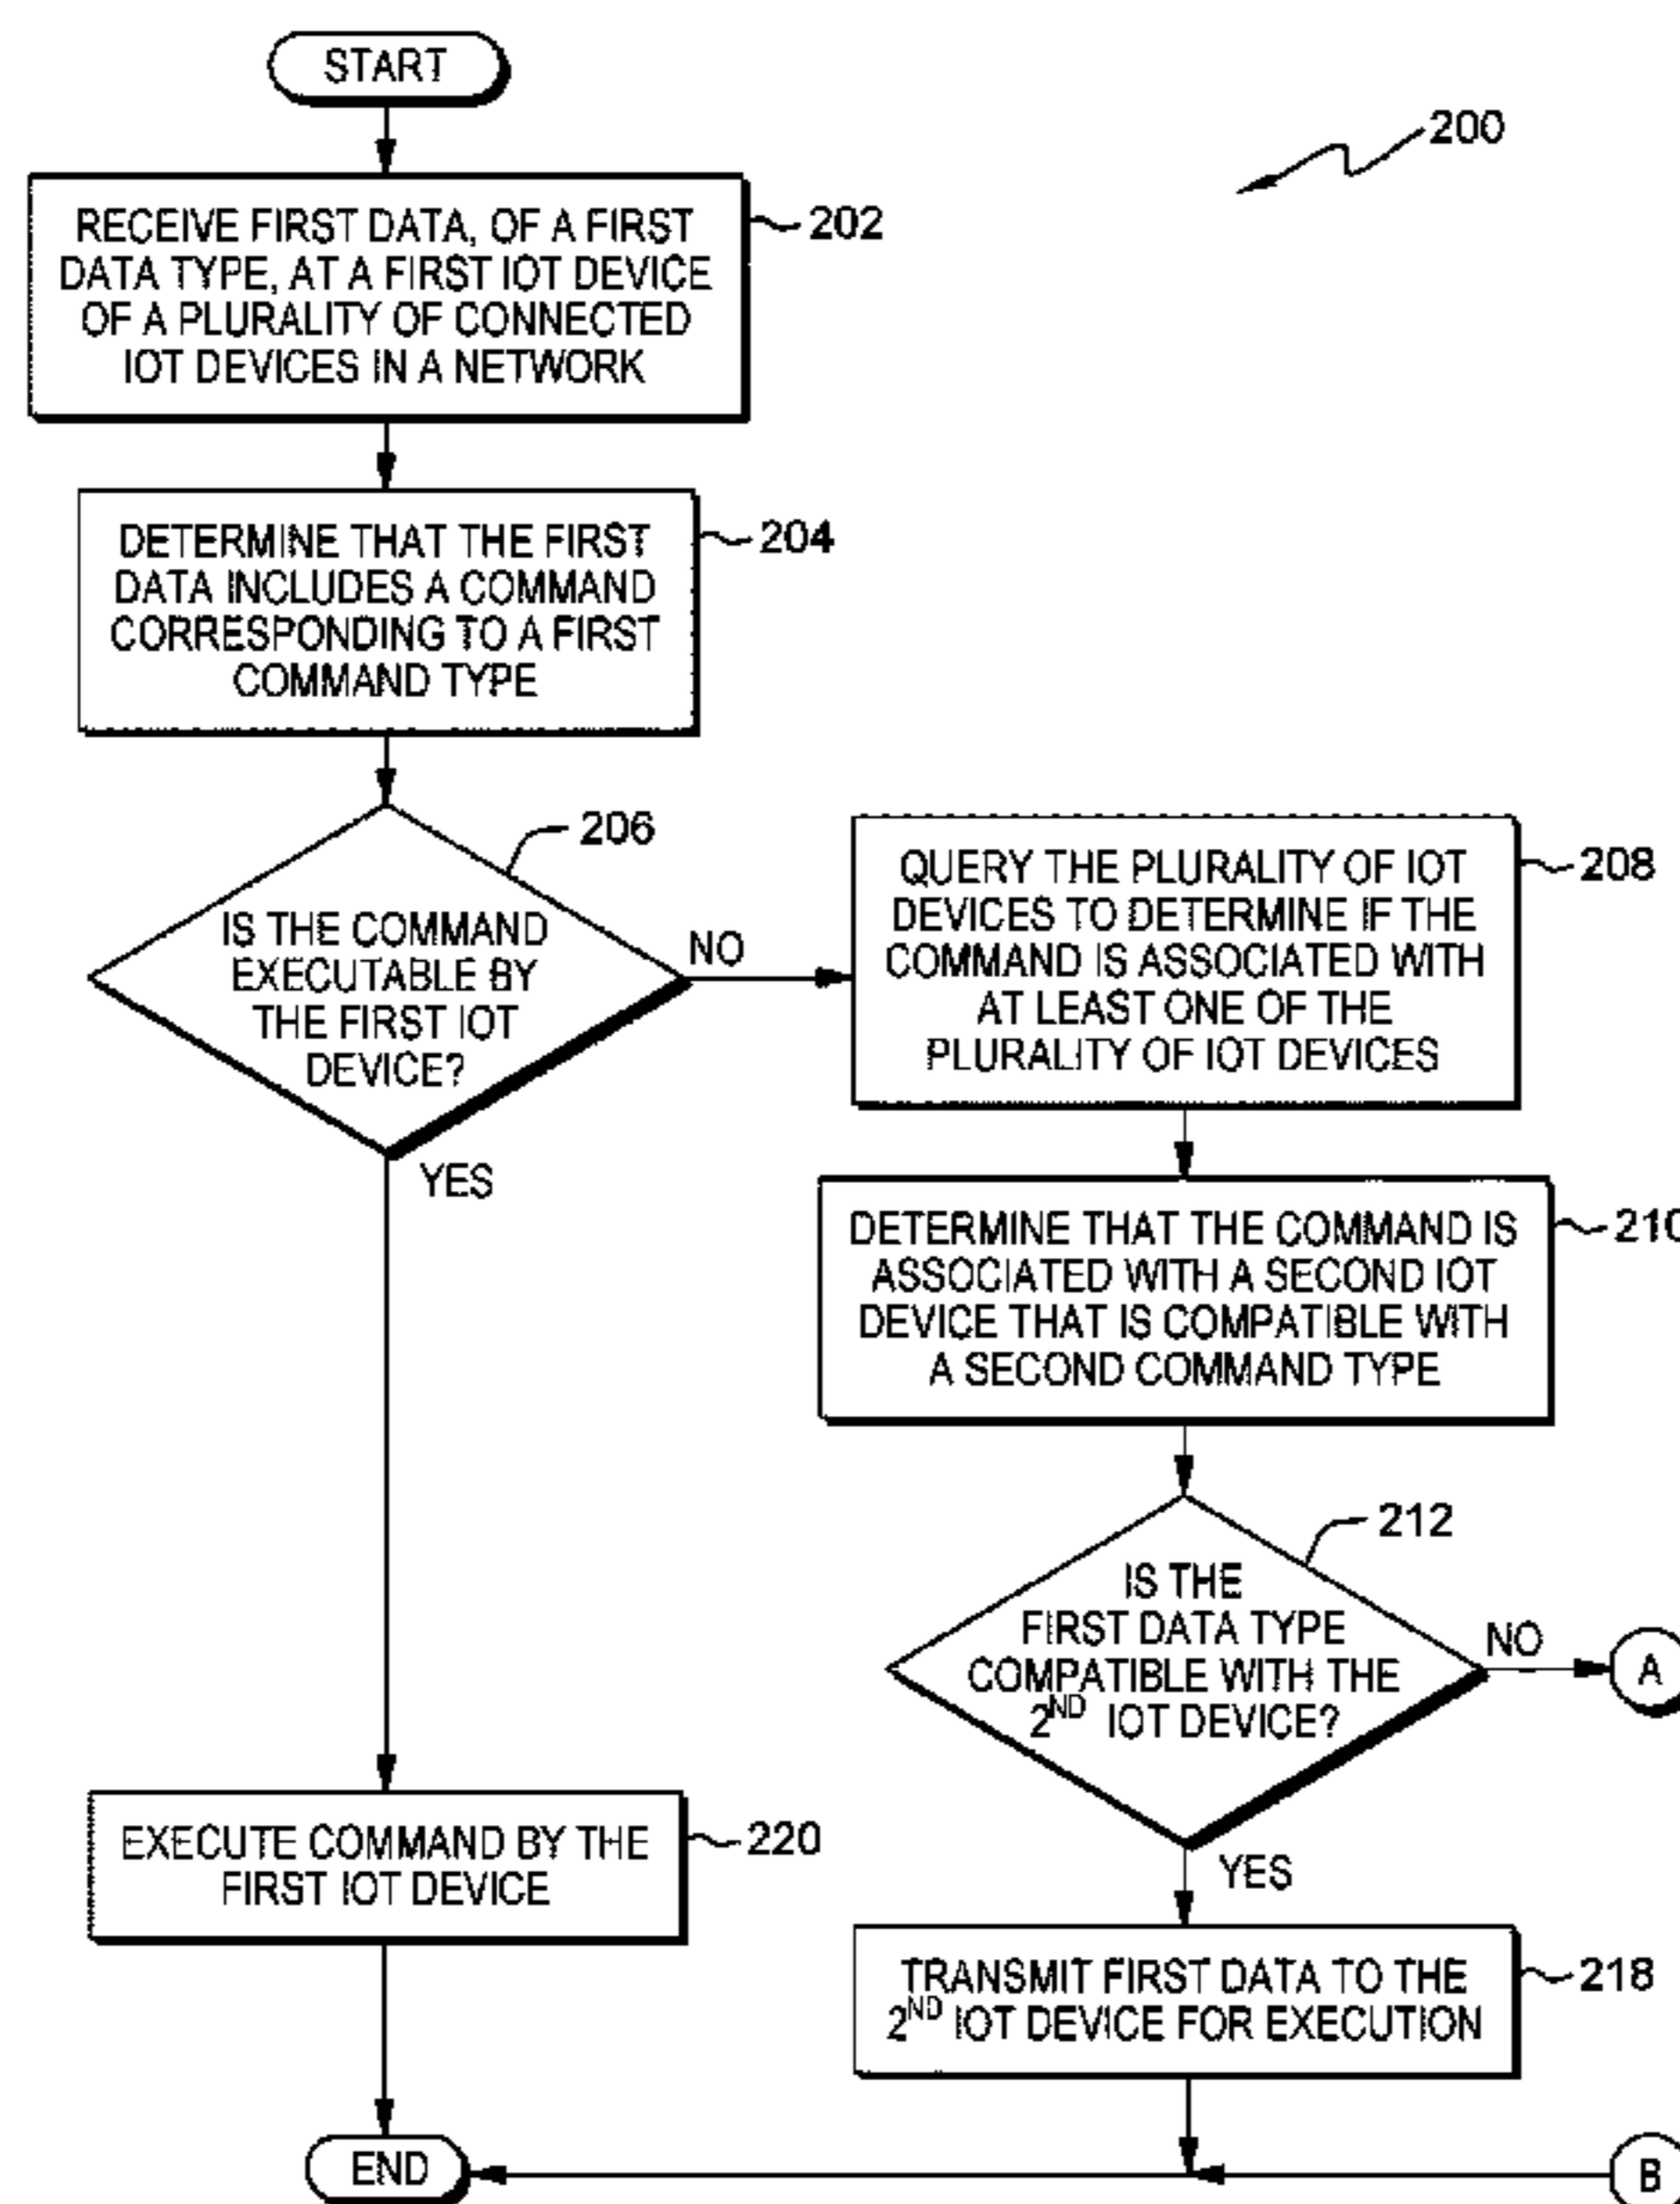 START
200
RECEIVE FIRST DATA, OF A FIRST
DATA TYPE, AT A FIRST IOT DEVICE
OF A PLURALITY OF CONNECTED
IOT DEVICES IN A NETWORK
202
DETERMINE THAT THE FIRST
DATA INCLUDES A COMMAND
CORRESPONDING TO A FIRST
COMMAND TYPE
204
206
IS THE COMMAND
EXECUTABLE BY
THE FIRST IOT
DEVICE?
NO
YES
QUERY THE PLURALITY OF IOT
DEVICES TO DETERMINE IF THE
COMMAND IS ASSOCIATED WITH
AT LEAST ONE OF THE
PLURALITY OF IOT DEVICES
208
DETERMINE THAT THE COMMAND IS
ASSOCIATED WITH A SECOND IOT
DEVICE THAT IS COMPATIBLE WITH
A SECOND COMMAND TYPE
210
212
IS THE
FIRST DATA TYPE
COMPATIBLE WITH THE
2ND IOT DEVICE?
NO
A
YES
EXECUTE COMMAND BY THE
FIRST IOT DEVICE
220
TRANSMIT FIRST DATA TO THE
2ND IOT DEVICE FOR EXECUTION
218
END
B